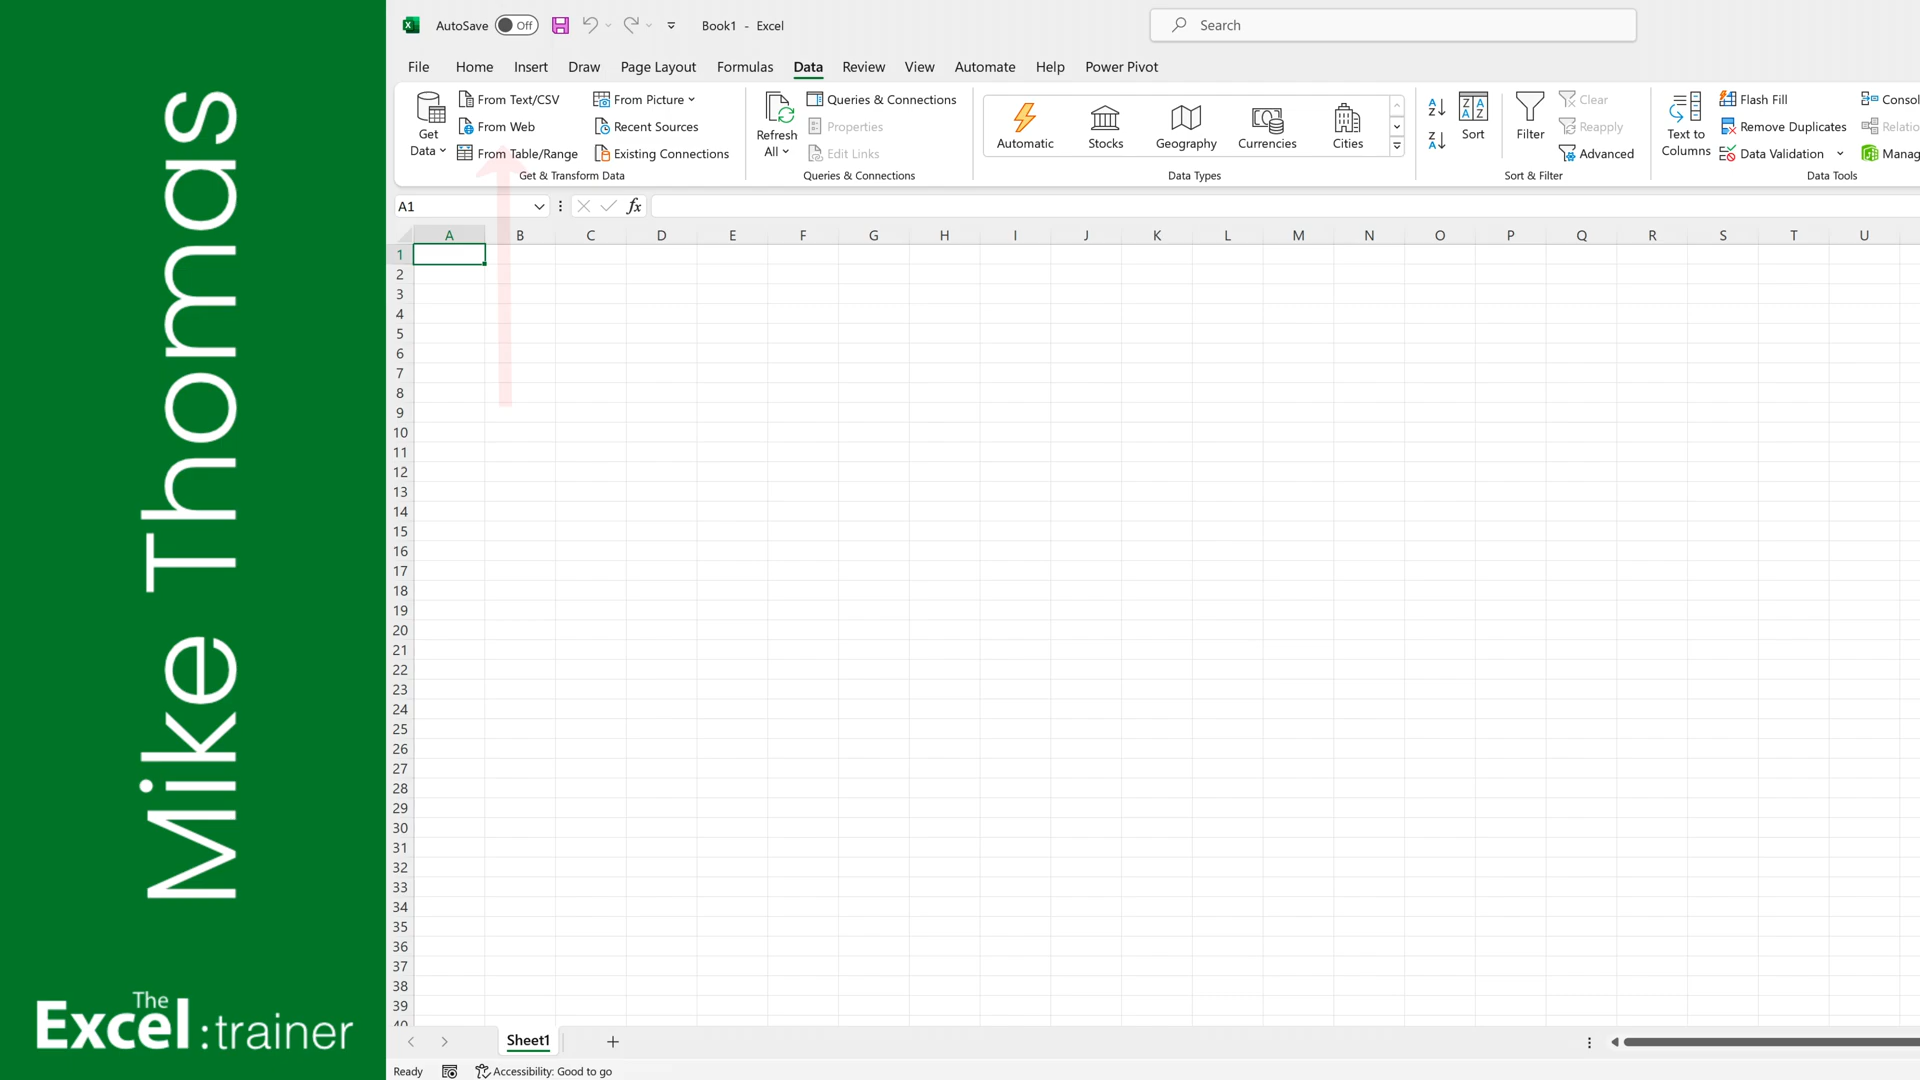 Mike Thomas
The
Excel:trainer
AutoSave Off Book1 - Excel Search
File Home Insert Draw Page Layout Formulas Data Review View Automate Help Power Pivot
Get Data
From Text/CSV
From Web
From Table/Range
From Picture
Recent Sources
Existing Connections
Get & Transform Data
Refresh All
Queries & Connections
Properties
Edit Links
Queries & Connections
Automatic Stocks Geography Currencies Cities
Data Types
Sort
Filter
Clear
Reapply
Advanced
Sort & Filter
Text to Columns
Flash Fill
Remove Duplicates
Data Validation
Consol
Relatio
Manag
Data Tools
A1 fx
A B C D E F G H I J K L M N O P Q R S T U
1
2
3
4
5
6
7
8
9
10
11
12
13
14
15
16
17
18
19
20
21
22
23
24
25
26
27
28
29
30
31
32
33
34
35
36
37
38
39
40
Sheet1
Ready Accessibility: Good to go